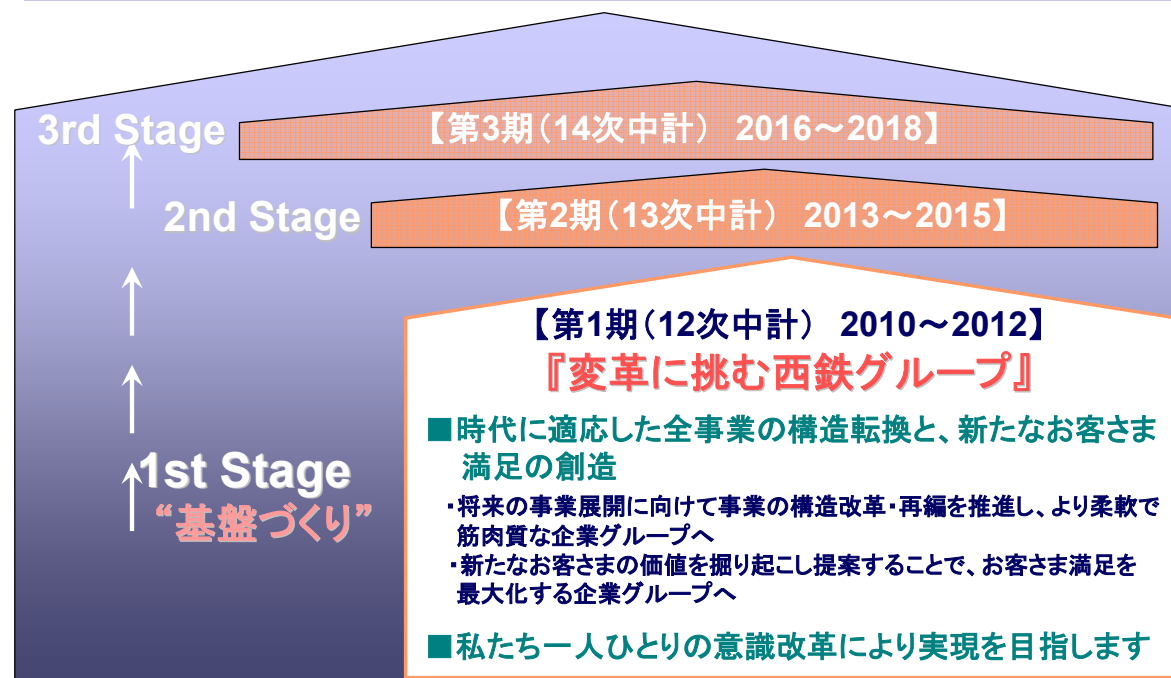 3rd Stage
【第3期(14次中計) 2016～2018】
2nd Stage
【第2期(13次中計) 2013～2015】
【第1期(12次中計) 2010～2012】
『変革に挑む西鉄グループ』
■時代に適応した全事業の構造転換と、新たなお客さま
満足の創造
1st Stage
“基盤づくり”
・将来の事業展開に向けて事業の構造改革・再編を推進し、より柔軟で
筋肉質な企業グループへ
・新たなお客さまの価値を掘り起こし提案することで、お客さま満足を
最大化する企業グループへ
■私たち一人ひとりの意識改革により実現を目指します